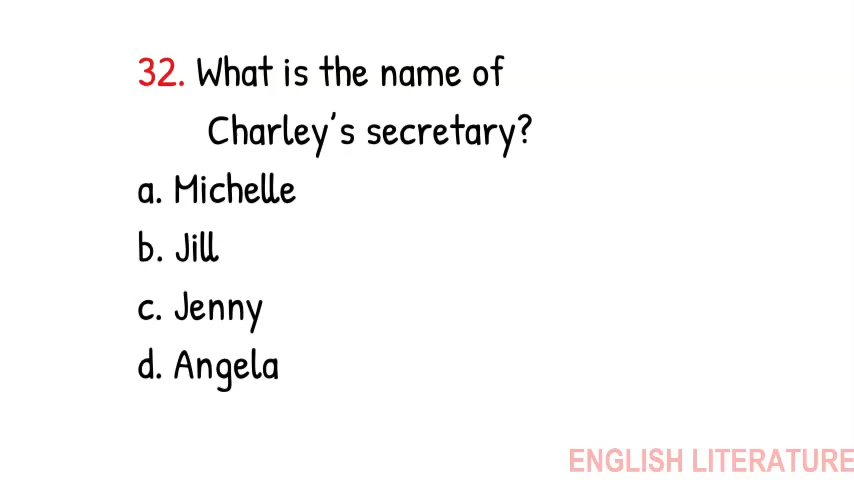 32. What is the name of
Charley's secretary?
a. Michelle
b. Jill
c. Jenny
d. Angela
ENGLISH LITERATURE